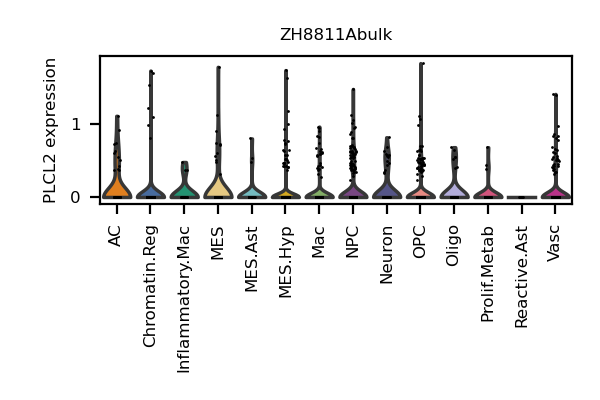 ZH8811Abulk
PLCL2 expression
1
0
AC
Chromatin.Reg
Inflammatory.Mac
MES
MES.Ast
MES.Hyp
Mac
NPC
Neuron
OPC
Oligo
Prolif.Metab
Reactive.Ast
Vasc